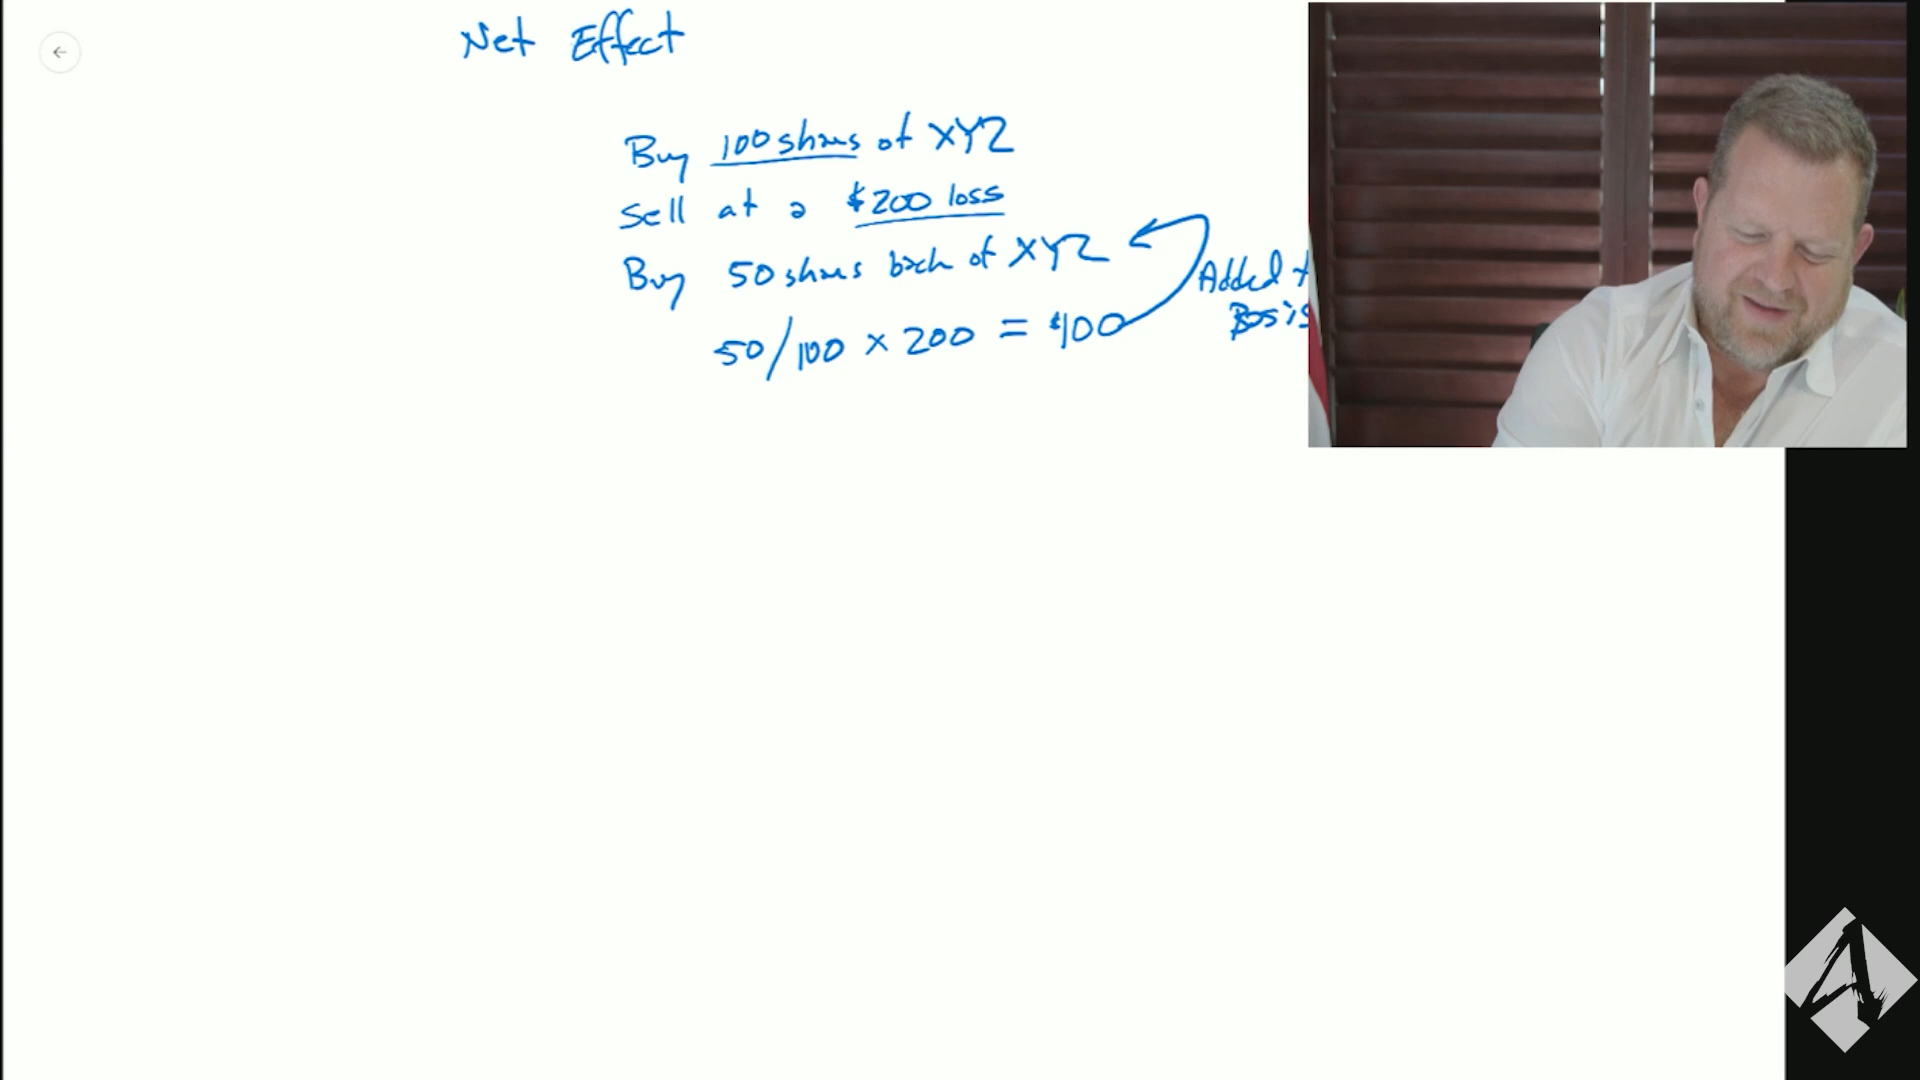 Net Effect
Buy 100 shares of XYZ
Sell at a $200 loss
Buy 50 shares back of XYZ
Added t
Basis
50/100 x 200 = $100